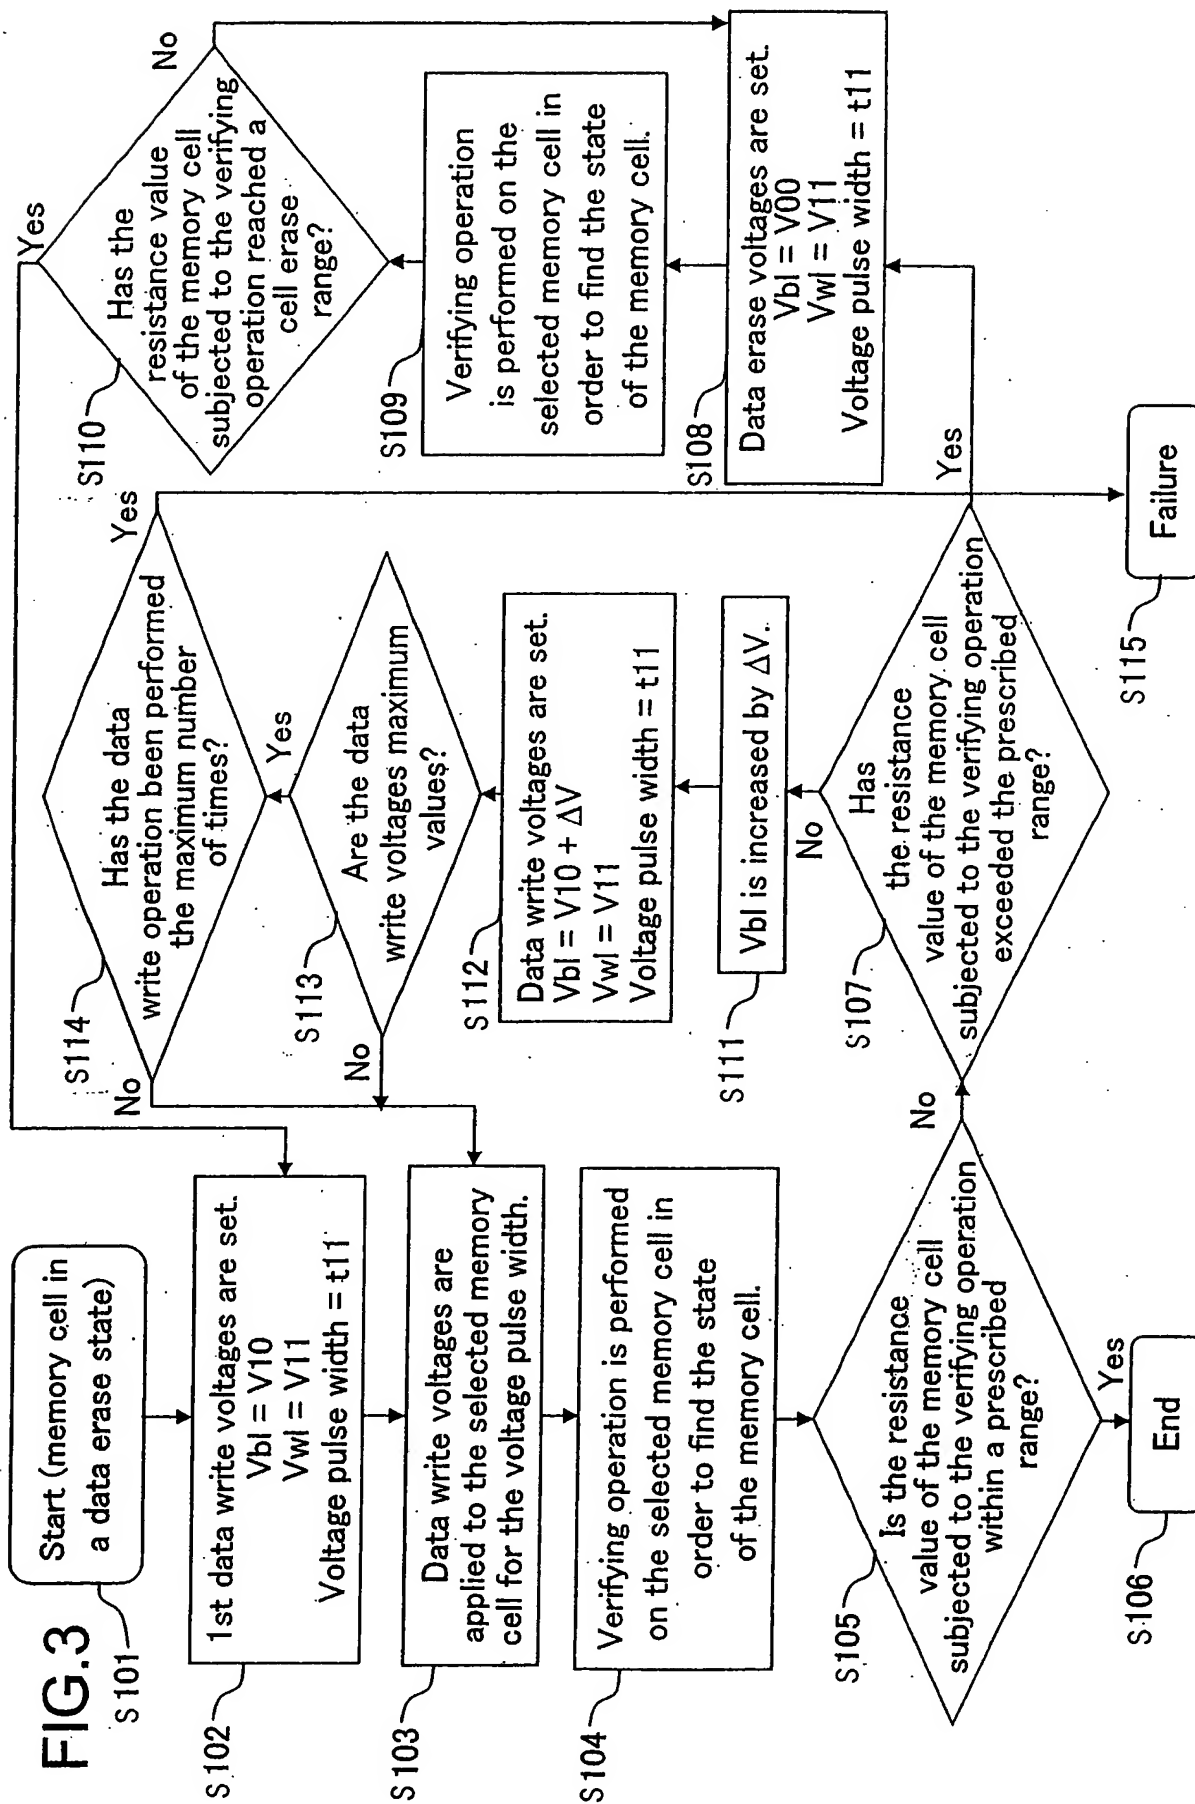 FIG.3
S101
Start (memory cell in
a data erase state)
S102
1st data write voltages are set.
Vbl = V10
Vwl = V11
Voltage pulse width = t11
S103
Data write voltages are
applied to the selected memory
cell for the voltage pulse width.
S104
Verifying operation is performed
on the selected memory cell in
order to find the state
of the memory cell.
S105
Is the resistance
value of the memory cell
subjected to the verifying operation
within a prescribed
range?
Yes
No
S106
End
S107
Has
the resistance
value of the memory cell
subjected to the verifying operation
exceeded the prescribed
range?
No
Yes
S111
Vbl is increased by ΔV.
S112
Data write voltages are set.
Vbl = V10 + ΔV
Vwl = V11
Voltage pulse width = t11
S113
Are the data
write voltages maximum
values?
No
Yes
S114
Has the data
write operation been performed
the maximum number
of times?
No
Yes
S115
Failure
S108
Data erase voltages are set.
Vbl = V00
Vwl = V11
Voltage pulse width = t11
S109
Verifying operation
is performed on the
selected memory cell in
order to find the state
of the memory cell.
S110
Has the
resistance value
of the memory cell
subjected to the verifying
operation reached a
cell erase
range?
Yes
No